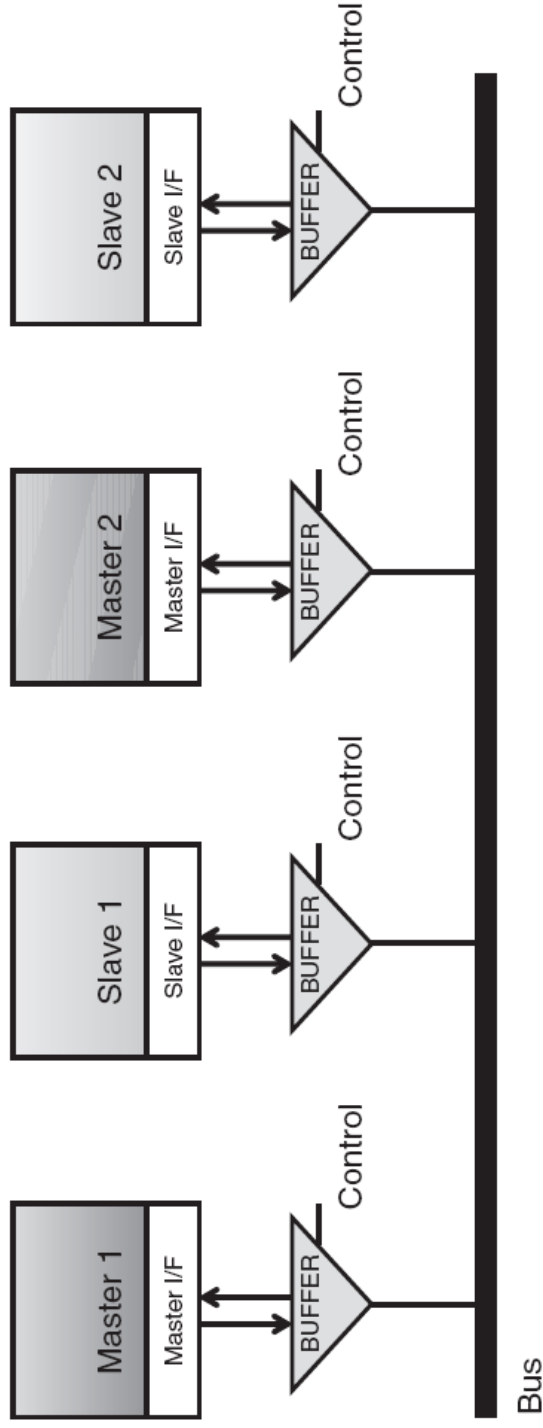 Master 1
Master I/F
BUFFER
Control
Slave 1
Slave I/F
BUFFER
Control
Master 2
Master I/F
BUFFER
Control
Slave 2
Slave I/F
BUFFER
Control
Bus